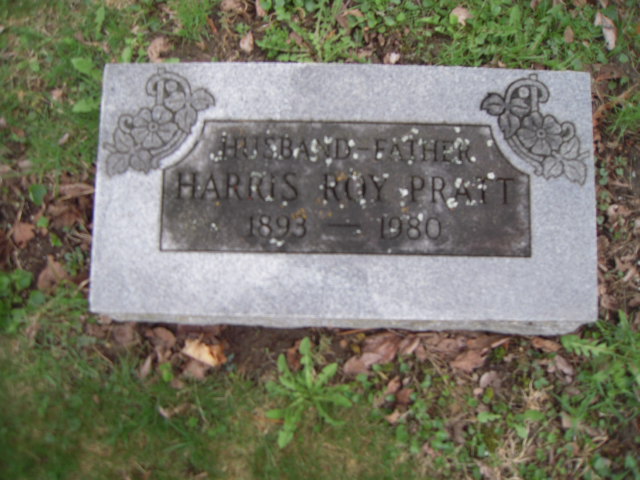 HUSBAND-FATHER
HARRIS ROY PRATT
1893 — 1980